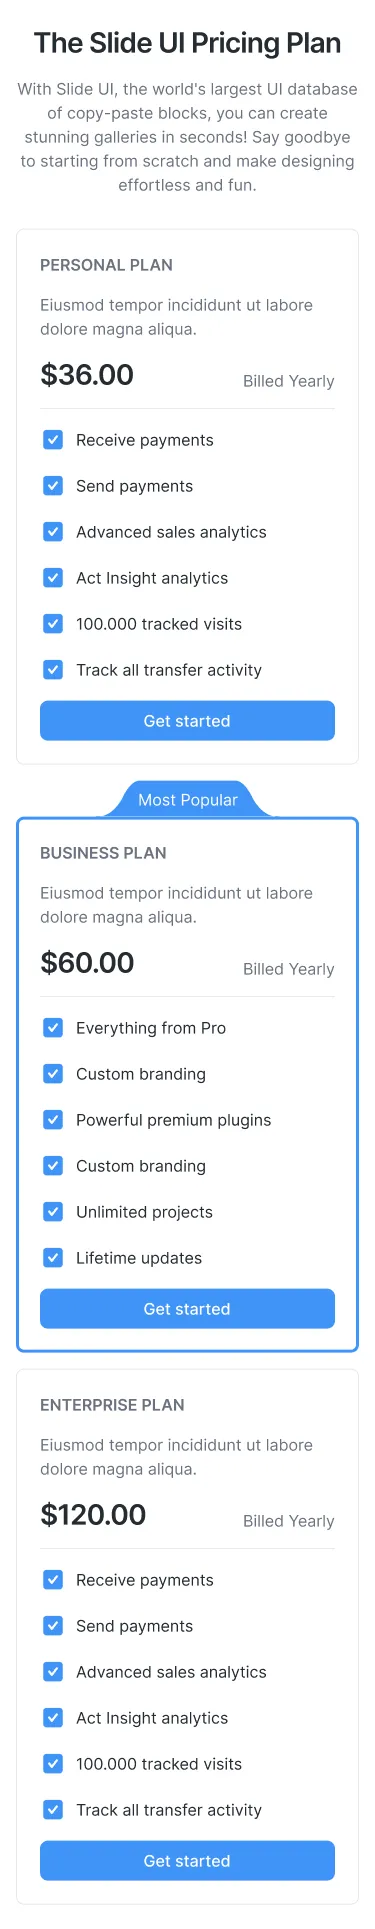 The Slide UI Pricing Plan
With Slide UI, the world's largest UI database
of copy-paste blocks, you can create
stunning galleries in seconds! Say goodbye
to starting from scratch and make designing
effortless and fun.
PERSONAL PLAN
Eiusmod tempor incididunt ut labore
dolore magna aliqua.
$36.00 Billed Yearly
Receive payments
Send payments
Advanced sales analytics
Act Insight analytics
100.000 tracked visits
Track all transfer activity
Get started
Most Popular
BUSINESS PLAN
Eiusmod tempor incididunt ut labore
dolore magna aliqua.
$60.00 Billed Yearly
Everything from Pro
Custom branding
Powerful premium plugins
Custom branding
Unlimited projects
Lifetime updates
Get started
ENTERPRISE PLAN
Eiusmod tempor incididunt ut labore
dolore magna aliqua.
$120.00 Billed Yearly
Receive payments
Send payments
Advanced sales analytics
Act Insight analytics
100.000 tracked visits
Track all transfer activity
Get started